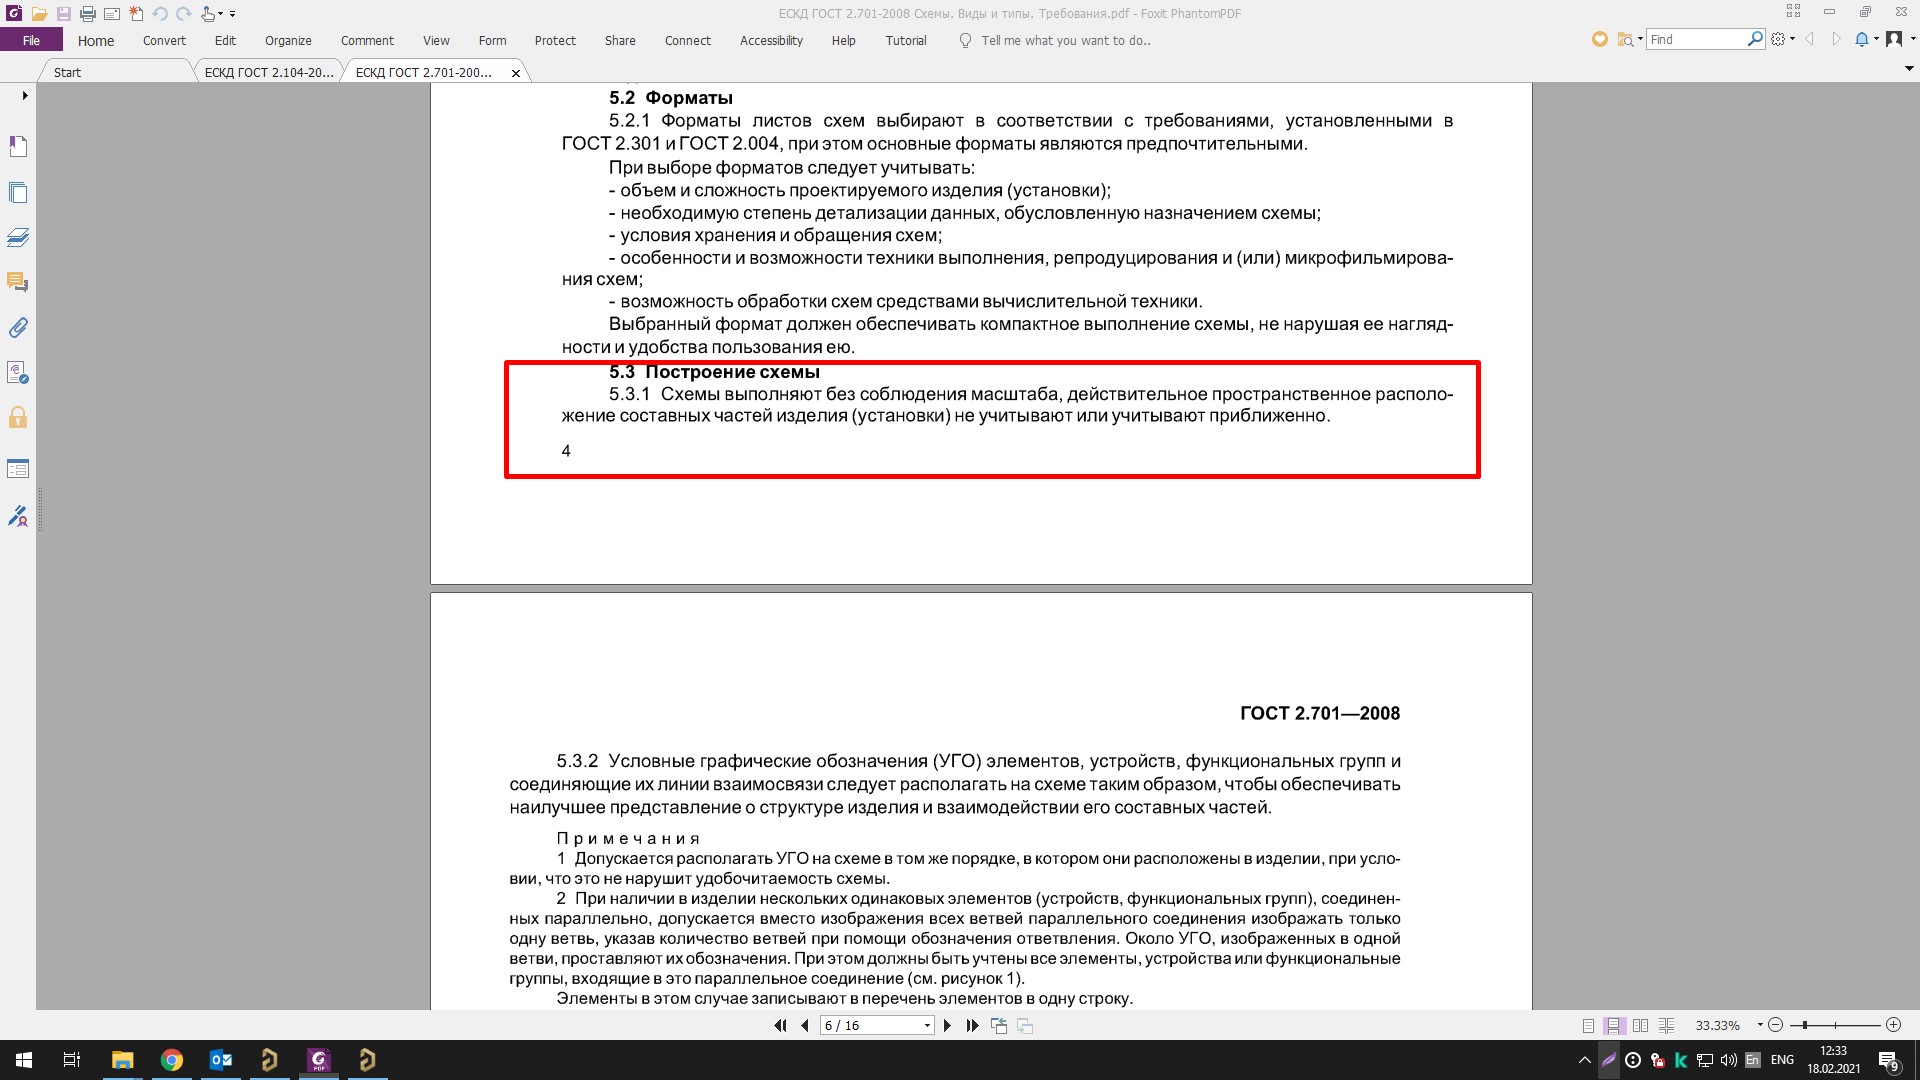 ЕСКД ГОСТ 2.701-2008 Схемы. Виды и типы. Требования.pdf - Foxit PhantomPDF
File Home Convert Edit Organize Comment View Form Protect Share Connect Accessibility Help Tutorial Tell me what you want to do.. Find
Start ЕСКД ГОСТ 2.104-20... ЕСКД ГОСТ 2.701-200...
5.2 Форматы
5.2.1 Форматы листов схем выбирают в соответствии с требованиями, установленными в
ГОСТ 2.301 и ГОСТ 2.004, при этом основные форматы являются предпочтительными.
При выборе форматов следует учитывать:
- объем и сложность проектируемого изделия (установки);
- необходимую степень детализации данных, обусловленную назначением схемы;
- условия хранения и обращения схем;
- особенности и возможности техники выполнения, репродуцирования и (или) микрофильмирова-
ния схем;
- возможность обработки схем средствами вычислительной техники.
Выбранный формат должен обеспечивать компактное выполнение схемы, не нарушая ее нагляд-
ности и удобства пользования ею.
5.3 Построение схемы
5.3.1 Схемы выполняют без соблюдения масштаба, действительное пространственное располо-
жение составных частей изделия (установки) не учитывают или учитывают приближенно.
4
ГОСТ 2.701—2008
5.3.2 Условные графические обозначения (УГО) элементов, устройств, функциональных групп и
соединяющие их линии взаимосвязи следует располагать на схеме таким образом, чтобы обеспечивать
наилучшее представление о структуре изделия и взаимодействии его составных частей.
Примечания
1 Допускается располагать УГО на схеме в том же порядке, в котором они расположены в изделии, при усло-
вии, что это не нарушит удобочитаемость схемы.
2 При наличии в изделии нескольких одинаковых элементов (устройств, функциональных групп), соединен-
ных параллельно, допускается вместо изображения всех ветвей параллельного соединения изображать только
одну ветвь, указав количество ветвей при помощи обозначения ответвления. Около УГО, изображенных в одной
ветви, проставляют их обозначения. При этом должны быть учтены все элементы, устройства или функциональные
группы, входящие в это параллельное соединение (см. рисунок 1).
Элементы в этом случае записывают в перечень элементов в одну строку.
6 / 16 33.33%
PDF En ENG 12:33
18.02.2021 9